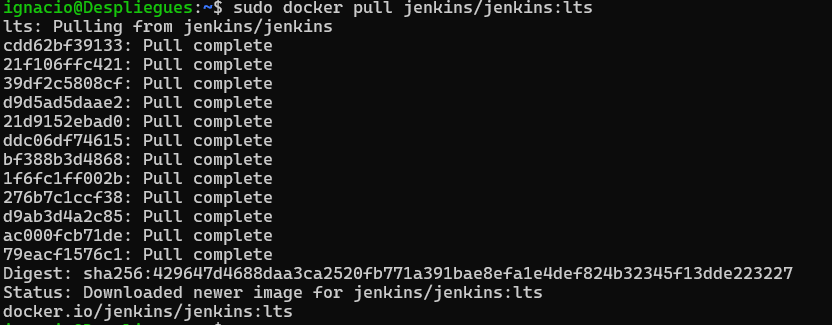 ignacio@Despliegues:~$ sudo docker pull jenkins/jenkins:lts
lts: Pulling from jenkins/jenkins
cdd62bf39133: Pull complete
21f106ffc421: Pull complete
39df2c5808cf: Pull complete
d9d5ad5daae2: Pull complete
21d9152ebad0: Pull complete
ddc06df74615: Pull complete
bf388b3d4868: Pull complete
1f6fc1ff002b: Pull complete
276b7c1ccf38: Pull complete
d9ab3d4a2c85: Pull complete
ac000fcb71de: Pull complete
79eacf1576c1: Pull complete
Digest: sha256:429647d4688daa3ca2520fb771a391bae8efa1e4def824b32345f13dde223227
Status: Downloaded newer image for jenkins/jenkins:lts
docker.io/jenkins/jenkins:lts
ignacio@Despliegues:~$